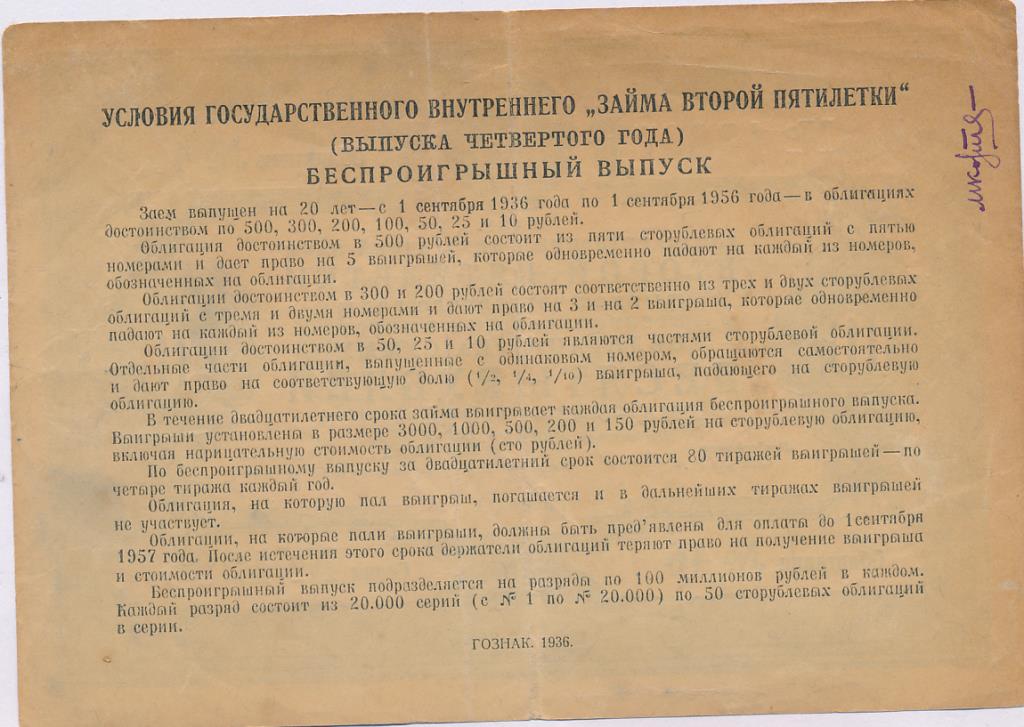 УСЛОВИЯ ГОСУДАРСТВЕННОГО ВНУТРЕННЕГО „ЗАЙМА ВТОРОЙ ПЯТИЛЕТКИ“
(ВЫПУСКА ЧЕТВЕРТОГО ГОДА)
БЕСПРОИГРЫШНЫЙ ВЫПУСК
Заем выпущен на 20 лет — с 1 сентября 1936 года по 1 сентября 1956 года — в облигациях
достоинством по 500, 300, 200, 100, 50, 25 и 10 рублей.
Облигация достоинством в 500 рублей состоит из пяти сторублевых облигаций с пятью
номерами и дает право на 5 выигрышей, которые одновременно падают на каждый из номеров,
обозначенных на облигации.
Облигации достоинством в 300 и 200 рублей состоят соответственно из трех и двух сторублевых
облигаций с тремя и двумя номерами и дают право на 3 и на 2 выигрыша, которые одновременно
падают на каждый из номеров, обозначенных на облигации.
Облигации достоинством в 50, 25 и 10 рублей являются частями сторублевой облигации.
Отдельные части облигации, выпущенные с одинаковым номером, обращаются самостоятельно
и дают право на соответствующую долю (1/2, 1/4, 1/10) выигрыша, падающего на сторублевую
облигацию.
В течение двадцатилетнего срока займа выигрывает каждая облигация беспроигрышного выпуска.
Выигрыши установлены в размере 3000, 1000, 500, 200 и 150 рублей на сторублевую облигацию,
включая нарицательную стоимость облигации (сто рублей).
По беспроигрышному выпуску за двадцатилетний срок состоится 80 тиражей выигрышей — по
четыре тиража каждый год.
Облигация, на которую пал выигрыш, погашается и в дальнейших тиражах выигрышей
не участвует.
Облигации, на которые пали выигрыши, должны быть пред'явлены для оплаты до 1 сентября
1957 года. После истечения этого срока держатели облигаций теряют право на получение выигрыша
и стоимости облигации.
Беспроигрышный выпуск подразделяется на разряды по 100 миллионов рублей в каждом.
Каждый разряд состоит из 20.000 серий (с № 1 по № 20.000) по 50 сторублевых облигаций
в серии.
ГОЗНАК. 1936.